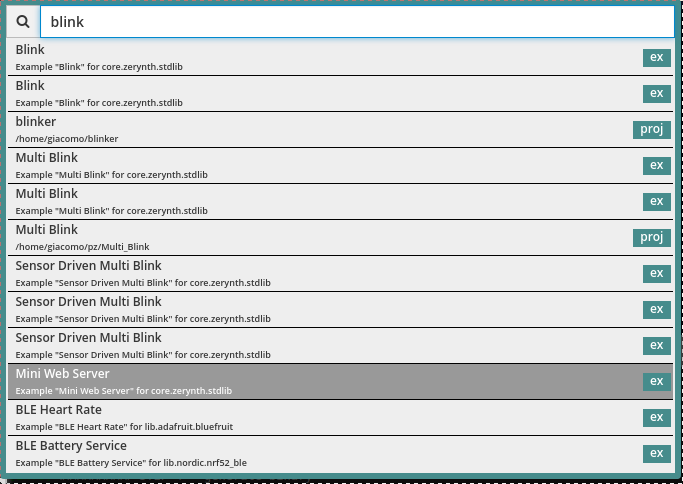 blink
Blink
Example "Blink" for core.zerynth.stdlib
ex
Blink
Example "Blink" for core.zerynth.stdlib
ex
blinker
/home/giacomo/blinker
proj
Multi Blink
Example "Multi Blink" for core.zerynth.stdlib
ex
Multi Blink
Example "Multi Blink" for core.zerynth.stdlib
ex
Multi Blink
/home/giacomo/pz/Multi_Blink
proj
Sensor Driven Multi Blink
Example "Sensor Driven Multi Blink" for core.zerynth.stdlib
ex
Sensor Driven Multi Blink
Example "Sensor Driven Multi Blink" for core.zerynth.stdlib
ex
Sensor Driven Multi Blink
Example "Sensor Driven Multi Blink" for core.zerynth.stdlib
ex
Mini Web Server
Example "Mini Web Server" for core.zerynth.stdlib
ex
BLE Heart Rate
Example "BLE Heart Rate" for lib.adafruit.bluefruit
ex
BLE Battery Service
Example "BLE Battery Service" for lib.nordic.nrf52_ble
ex